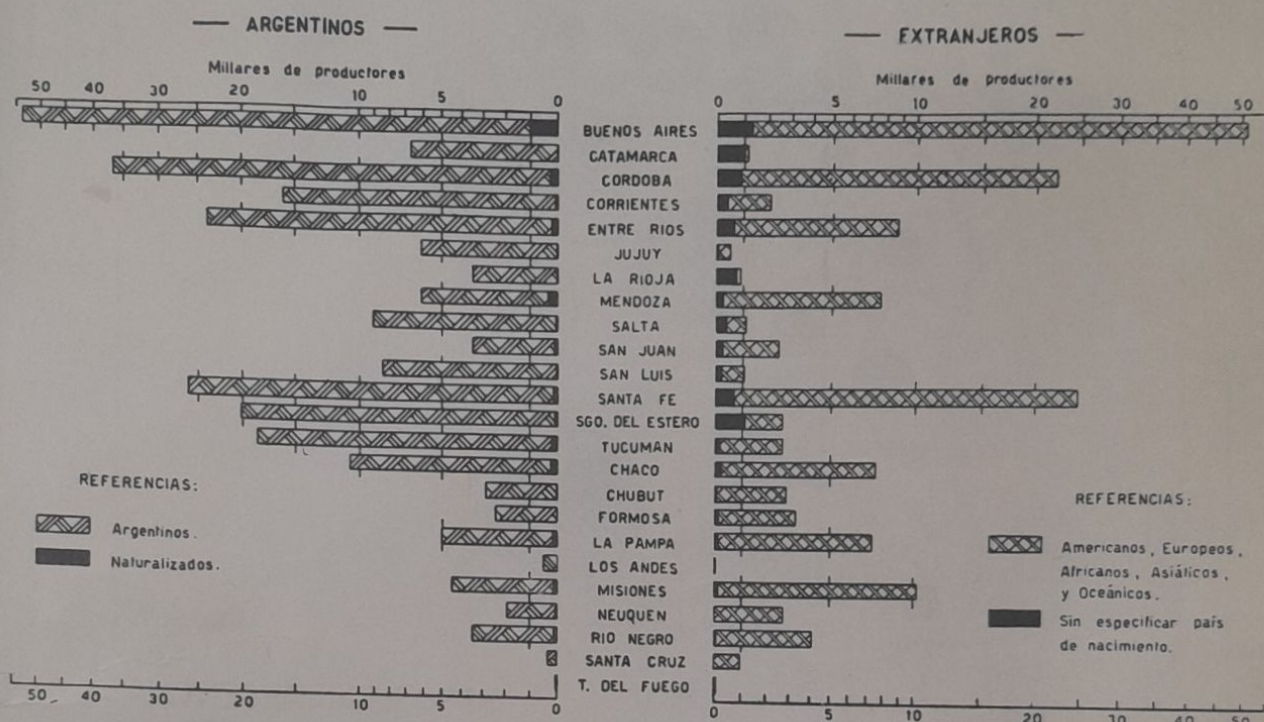 — ARGENTINOS —
Millares de productores
50 40 30 20 10 5 0
— EXTRANJEROS —
Millares de productores
0 5 10 20 30 40 50
BUENOS AIRES
CATAMARCA
CORDOBA
CORRIENTES
ENTRE RIOS
JUJUY
LA RIOJA
MENDOZA
SALTA
SAN JUAN
SAN LUIS
SANTA FE
SGO. DEL ESTERO
TUCUMAN
CHACO
CHUBUT
FORMOSA
LA PAMPA
LOS ANDES
MISIONES
NEUQUEN
RIO NEGRO
SANTA CRUZ
T. DEL FUEGO
REFERENCIAS:
Argentinos.
Naturalizados.
REFERENCIAS:
Americanos, Europeos,
Africanos, Asiáticos,
y Oceánicos.
Sin especificar país
de nacimiento.
50 40 30 20 10 5 0
0 5 10 20 30 40 50